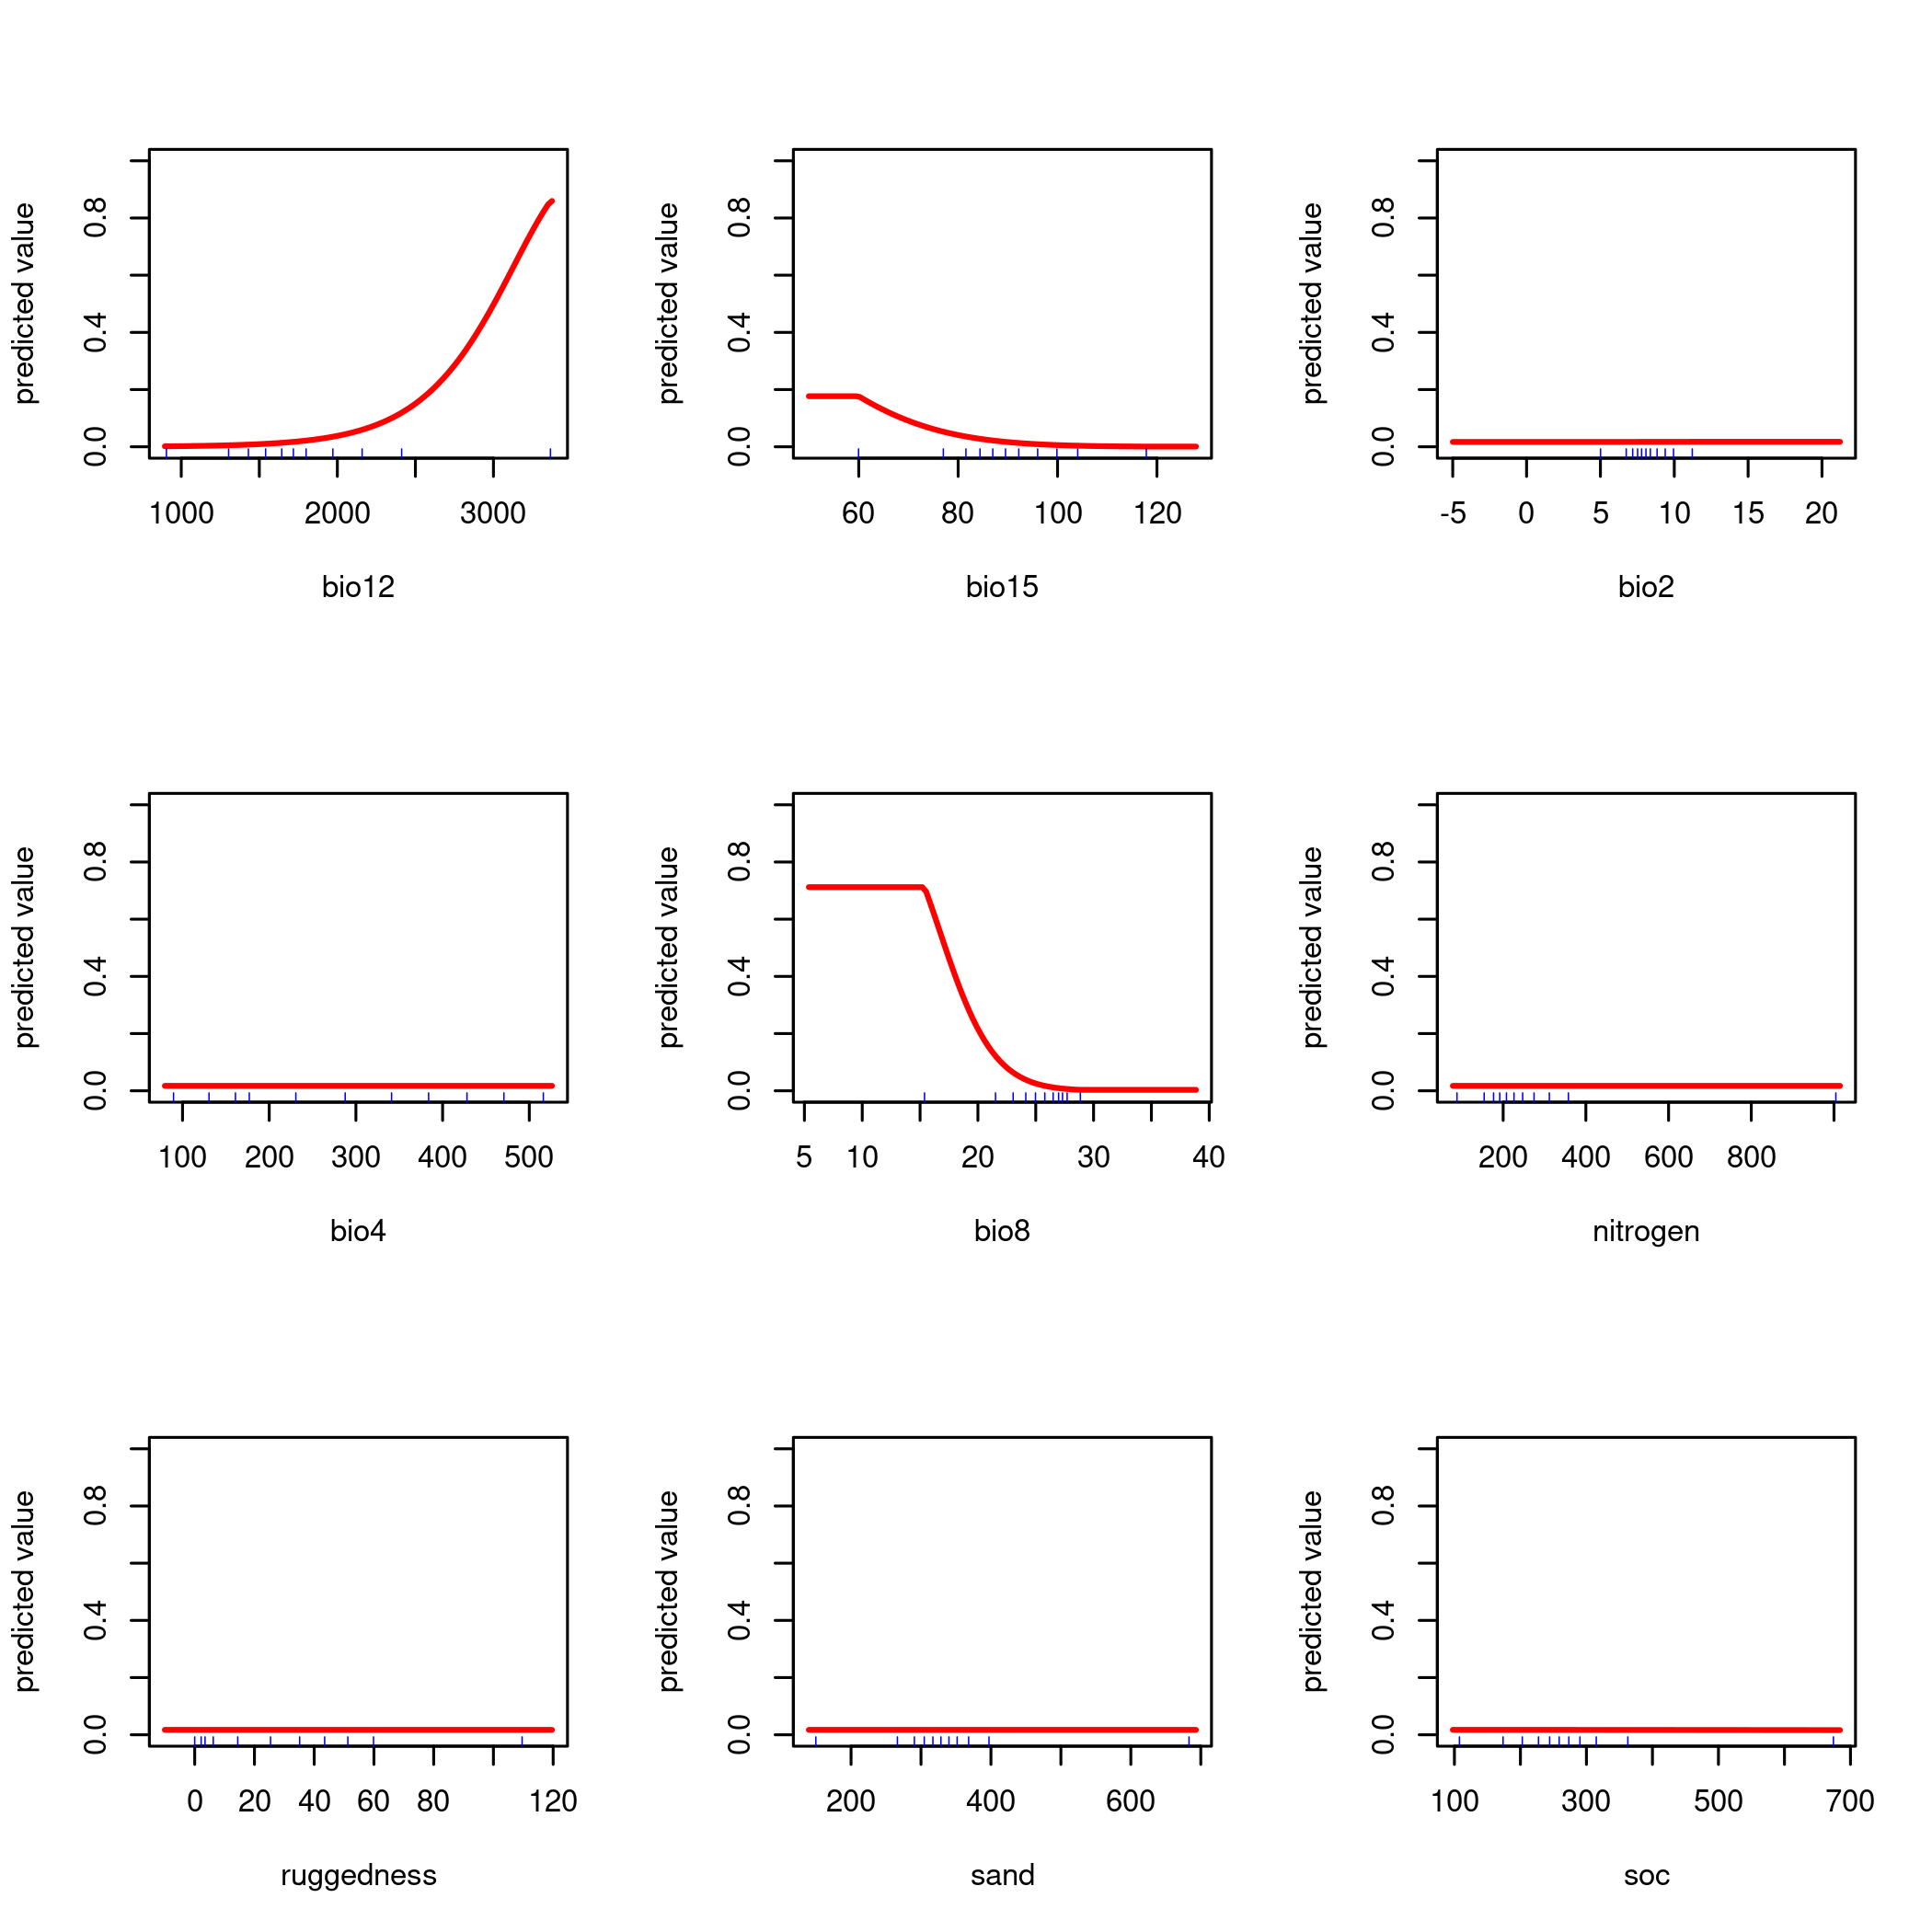 predicted value
0.0 0.4 0.8
1000 2000 3000
bio12
predicted value
0.0 0.4 0.8
60 80 100 120
bio15
predicted value
0.0 0.4 0.8
-5 0 5 10 15 20
bio2
predicted value
0.0 0.4 0.8
100 200 300 400 500
bio4
predicted value
0.0 0.4 0.8
5 10 20 30 40
bio8
predicted value
0.0 0.4 0.8
200 400 600 800
nitrogen
predicted value
0.0 0.4 0.8
0 20 40 60 80 120
ruggedness
predicted value
0.0 0.4 0.8
200 400 600
sand
predicted value
0.0 0.4 0.8
100 300 500 700
soc